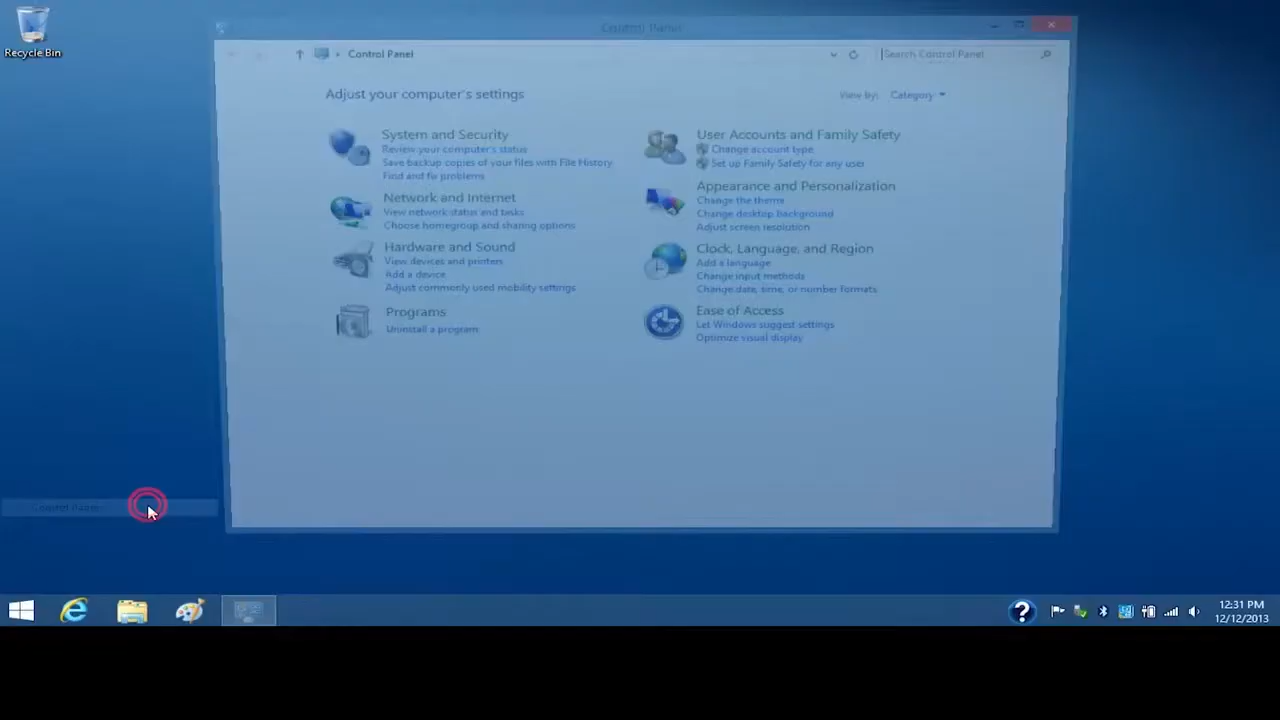 Recycle Bin
Control Panel
Control Panel
Search Control Panel
Adjust your computer's settings
View by: Category
System and Security
Review your computer's status
Save backup copies of your files with File History
Find and fix problems
Network and Internet
View network status and tasks
Choose homegroup and sharing options
Hardware and Sound
View devices and printers
Add a device
Adjust commonly used mobility settings
Programs
Uninstall a program
User Accounts and Family Safety
Change account type
Set up Family Safety for any user
Appearance and Personalization
Change the theme
Change desktop background
Adjust screen resolution
Clock, Language, and Region
Add a language
Change input methods
Change date, time, or number formats
Ease of Access
Let Windows suggest settings
Optimize visual display
Control Panel
12:31 PM
12/12/2013